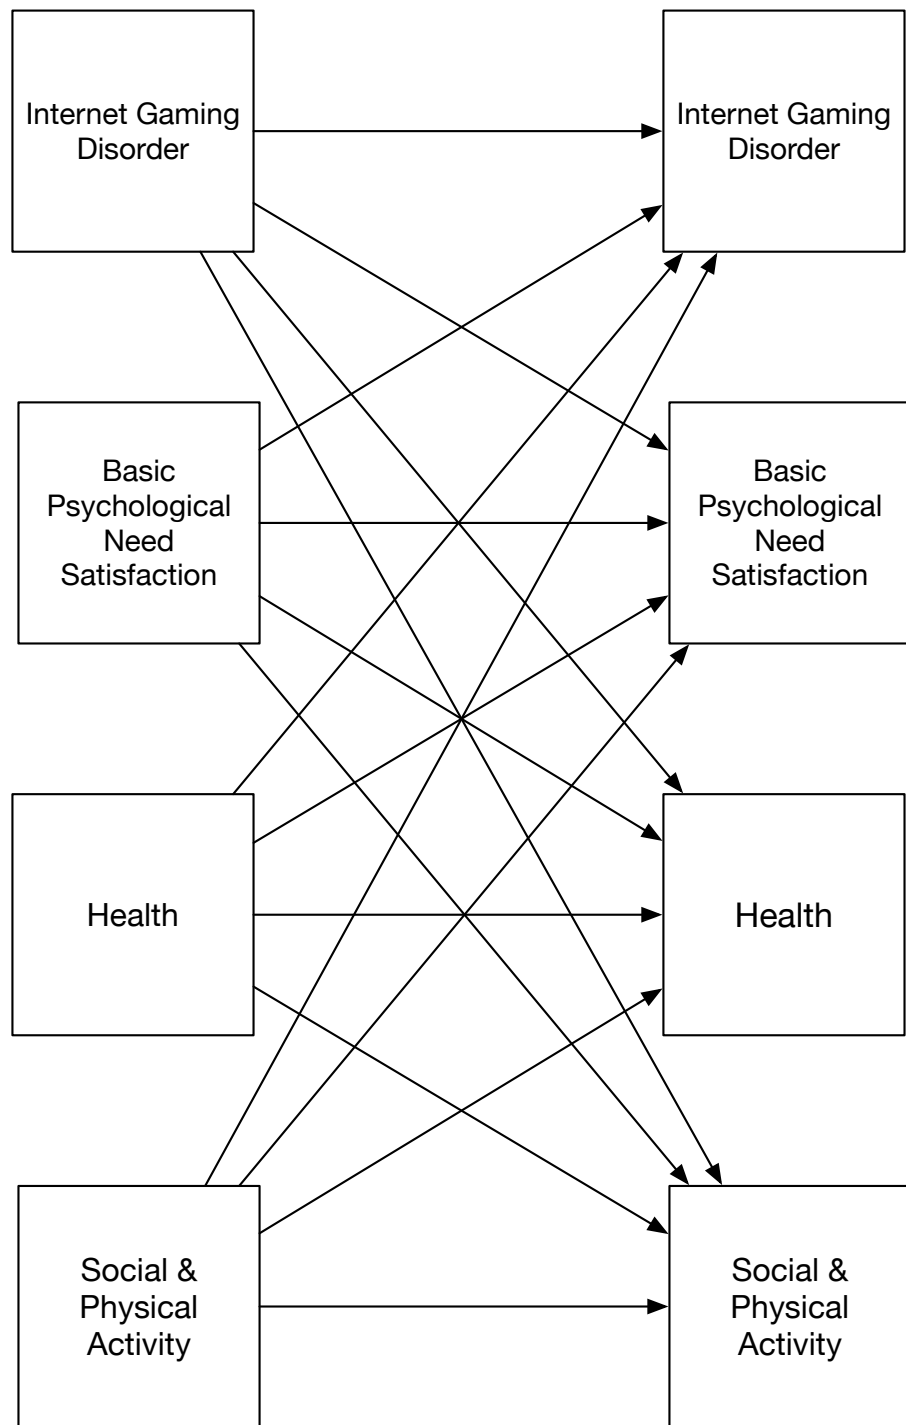 Internet Gaming
Disorder
Internet Gaming
Disorder
Basic
Psychological
Need
Satisfaction
Basic
Psychological
Need
Satisfaction
Health
Health
Social &
Physical
Activity
Social &
Physical
Activity